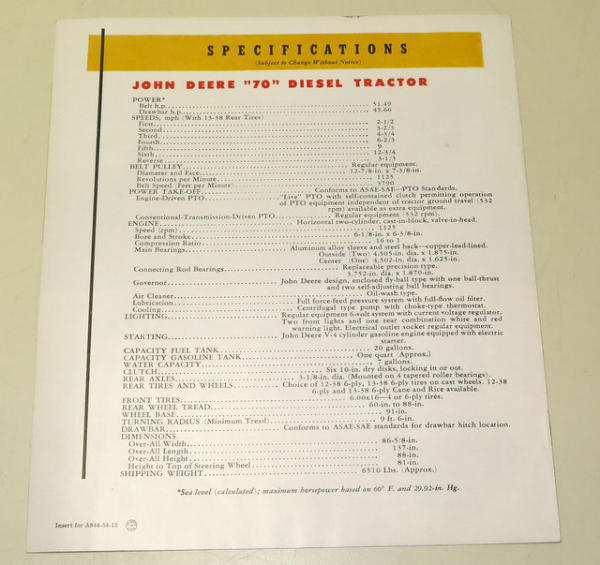 SPECIFICATIONS
(Subject to Change Without Notice)
JOHN DEERE "70" DIESEL TRACTOR
POWER*
Belt h.p. 51.49
Drawbar h.p. 45.66
SPEEDS, mph (With 13-38 Rear Tires)
First 2-1/2
Second 3-2/3
Third 4-3/4
Fourth 6-2/3
Fifth 9
Sixth 12-3/4
Reverse 3-1/3
BELT PULLEY Regular equipment.
Diameter and Face 12-7/8-in. x 7-3/8-in.
Revolutions per Minute 1125
Belt Speed (Feet per Minute) 3790
POWER TAKE-OFF Conforms to ASAE-SAE—PTO Standards.
Engine-Driven PTO "Live" PTO with self-contained clutch permitting operation
of PTO equipment independent of tractor ground travel (532
rpm) available as extra equipment.
Conventional-Transmission-Driven PTO Regular equipment (532 rpm).
ENGINE Horizontal two-cylinder, cast-in-block, valve-in-head.
Speed (rpm) 1125
Bore and Stroke 6-1/8-in. x 6-3/8-in.
Compression Ratio 16 to 1
Main Bearings Aluminum alloy sleeve and steel back—copper-lead-lined.
Outside (Two) 4.505-in. dia. x 1.875-in.
Center (One) 4.502-in. dia. x 1.625-in.
Connecting Rod Bearings Replaceable precision type.
3.752-in. dia. x 1.870-in.
Governor John Deere design, enclosed fly-ball type with one ball-thrust
and two self-adjusting ball bearings.
Air Cleaner Oil-wash type.
Lubrication Full force-feed pressure system with full-flow oil filter.
Cooling Centrifugal type pump with choke-type thermostat.
LIGHTING Regular equipment 6-volt system with current voltage regulator.
Two front lights and one rear combination white and red
warning light. Electrical outlet socket regular equipment.
STARTING John Deere V-4 cylinder gasoline engine equipped with electric
starter.
CAPACITY FUEL TANK 20 gallons.
CAPACITY GASOLINE TANK One quart (Approx.)
WATER CAPACITY 7 gallons.
CLUTCH Six 10-in. dry disks, locking in or out.
REAR AXLES 3-1/8-in. dia. (Mounted on 4 tapered roller bearings).
REAR TIRES AND WHEELS Choice of 12-38 6-ply, 13-38 6-ply tires on cast wheels. 12-38
6-ply and 13-38 6-ply Cane and Rice available.
FRONT TIRES 6.00x16—4 or 6-ply tires.
REAR WHEEL TREAD 60-in. to 88-in.
WHEEL BASE 91-in.
TURNING RADIUS (Minimum Tread) 9 ft. 6-in.
DRAWBAR Conforms to ASAE-SAE standards for drawbar hitch location.
DIMENSIONS
Over-All Width 86-5/8-in.
Over-All Length 137-in.
Over-All Height 88-in.
Height to Top of Steering Wheel 81-in.
SHIPPING WEIGHT 6510 Lbs. (Approx.)
*Sea level (calculated); maximum horsepower based on 60° F. and 29.92-in. Hg.
Insert for A844-54-12